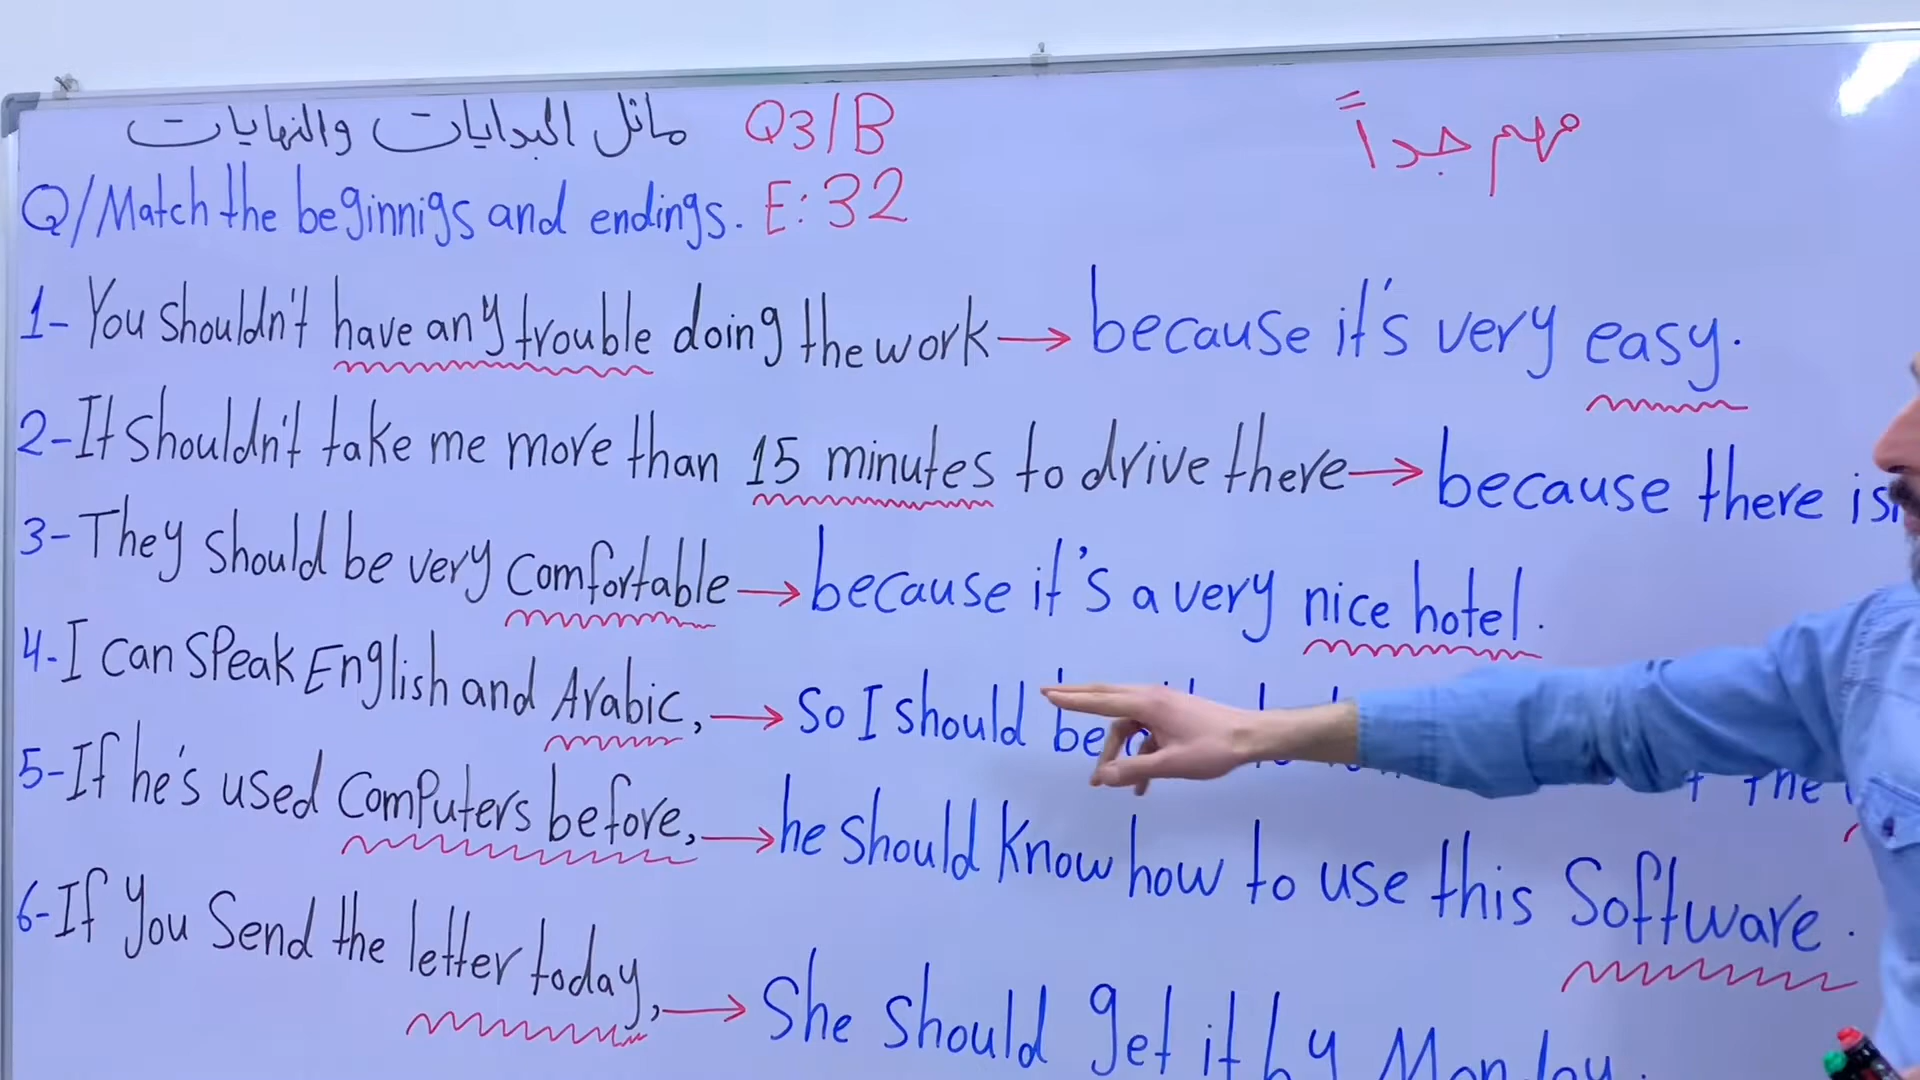 ماثل البدايات والنهايات Q3/B
مهم جداً
Q/Match the beginnigs and endings. E:32
1- You shouldn't have any trouble doing the work → because it's very easy.
2- It shouldn't take me more than 15 minutes to drive there → because there
3- They should be very comfortable → because it's a very nice hotel.
4- I can speak English and Arabic, → so I should be the
5- If he's used computers before, → he should know how to use this software.
6- If you send the letter today, → She should get it by Monday.